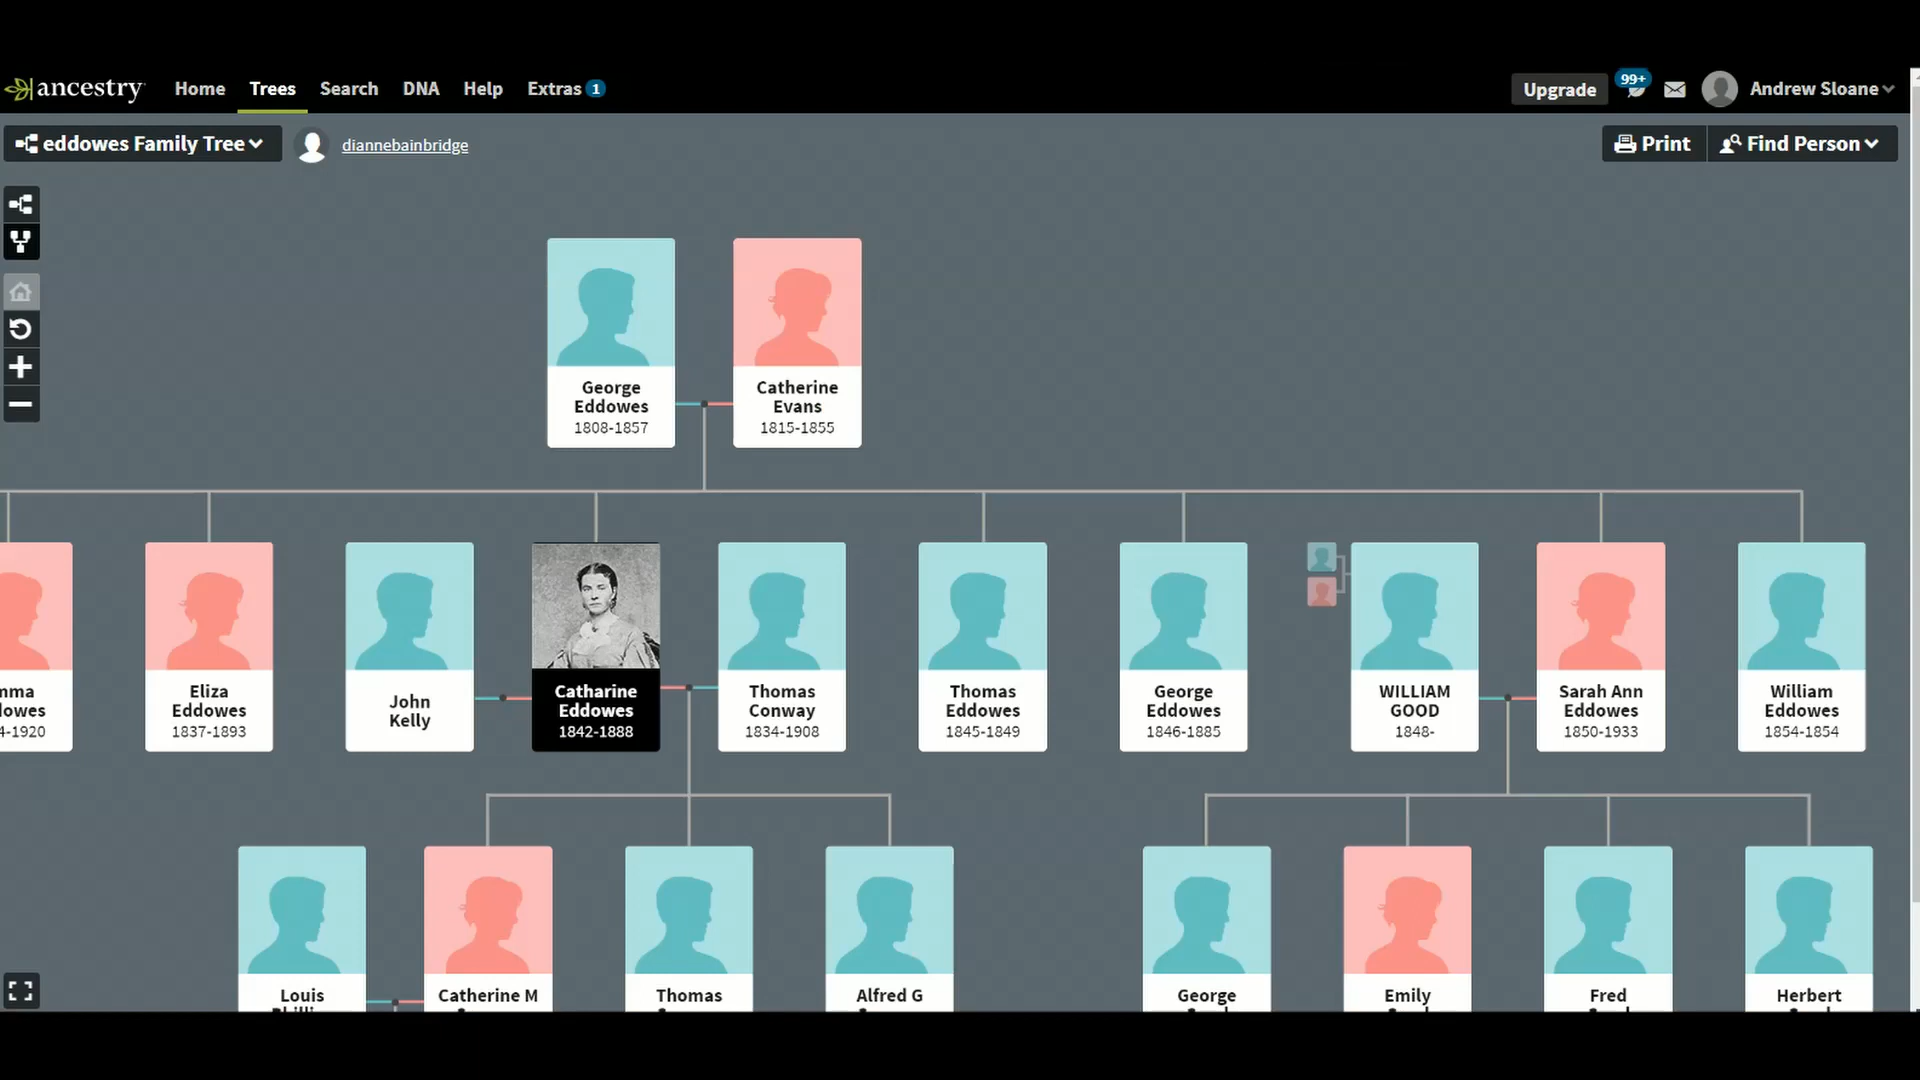 ancestry
Home Trees Search DNA Help Extras 1
Upgrade 99+ Andrew Sloane
eddowes Family Tree
diannebainbridge
Print
Find Person
George
Eddowes
1808-1857
Catherine
Evans
1815-1855
Eliza
Eddowes
1837-1893
John
Kelly
Catharine
Eddowes
1842-1888
Thomas
Conway
1834-1908
Thomas
Eddowes
1845-1849
George
Eddowes
1846-1885
WILLIAM
GOOD
1848-
Sarah Ann
Eddowes
1850-1933
William
Eddowes
1854-1854
Louis
Catherine M
Thomas
Alfred G
George
Emily
Fred
Herbert